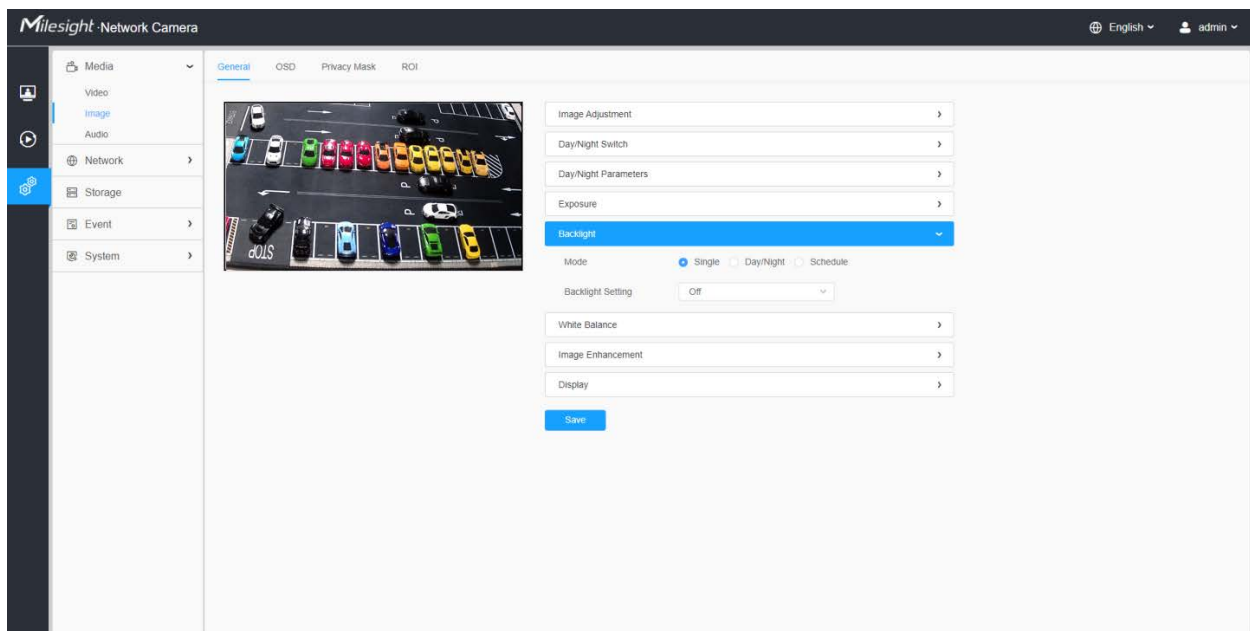 Milesight ·Network Camera
English
admin
Media
Video
Image
Audio
Network
Storage
Event
System
General OSD Privacy Mask ROI
P
P
STOP
Image Adjustment
Day/Night Switch
Day/Night Parameters
Exposure
Backlight
Mode Single Day/Night Schedule
Backlight Setting Off
White Balance
Image Enhancement
Display
Save